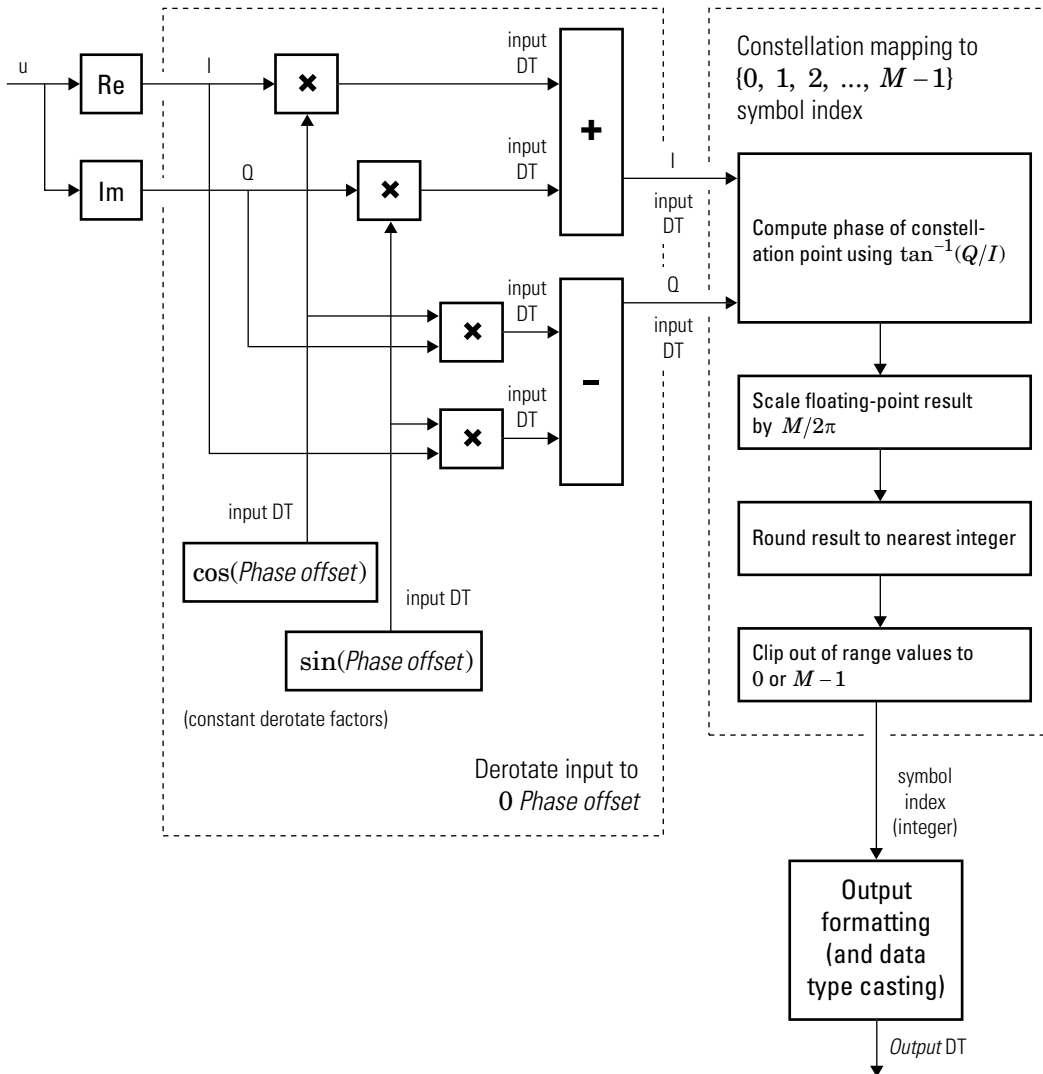 u
Re
I
×
input
DT
Im
Q
×
input
DT
+
×
input
DT
×
input
DT
-
I
input
DT
Q
input
DT
input DT
cos(Phase offset)
input DT
sin(Phase offset)
(constant derotate factors)
Derotate input to
0 Phase offset
Constellation mapping to
{0, 1, 2, ..., M – 1}
symbol index
Compute phase of constell-
ation point using tan⁻¹(Q/I)
Scale floating-point result
by M/2π
Round result to nearest integer
Clip out of range values to
0 or M – 1
symbol
index
(integer)
Output
formatting
(and data
type casting)
Output DT